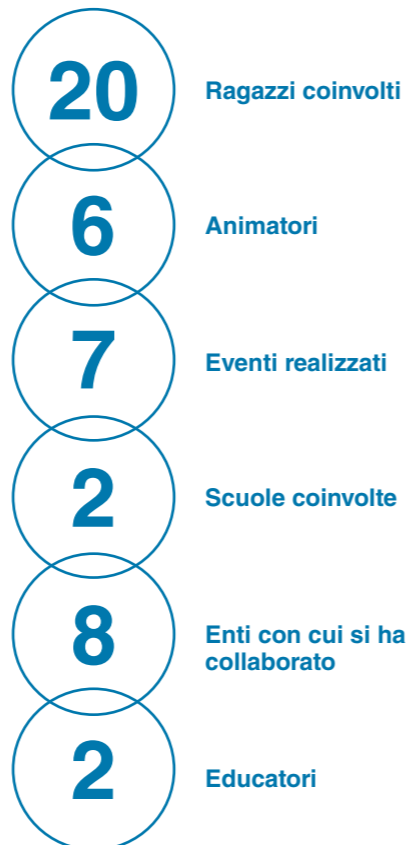 20
Ragazzi coinvolti
6
Animatori
7
Eventi realizzati
2
Scuole coinvolte
8
Enti con cui si ha
collaborato
2
Educatori